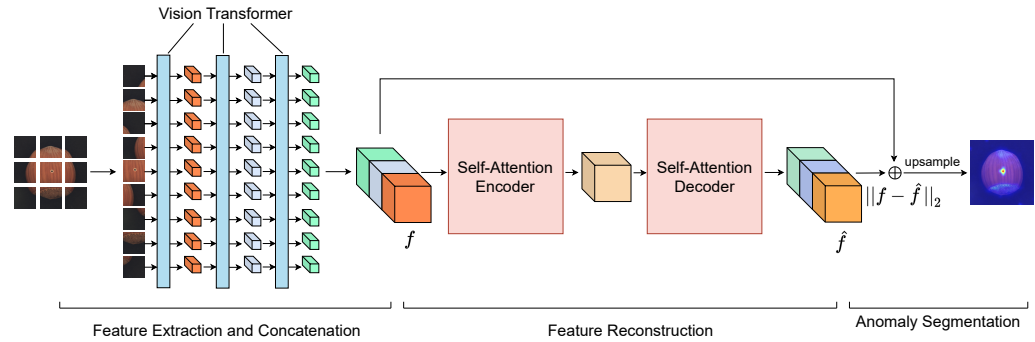 Vision Transformer
Self-Attention
Encoder
Self-Attention
Decoder
upsample
||f − f̂||₂
f
f̂
Feature Extraction and Concatenation
Feature Reconstruction
Anomaly Segmentation